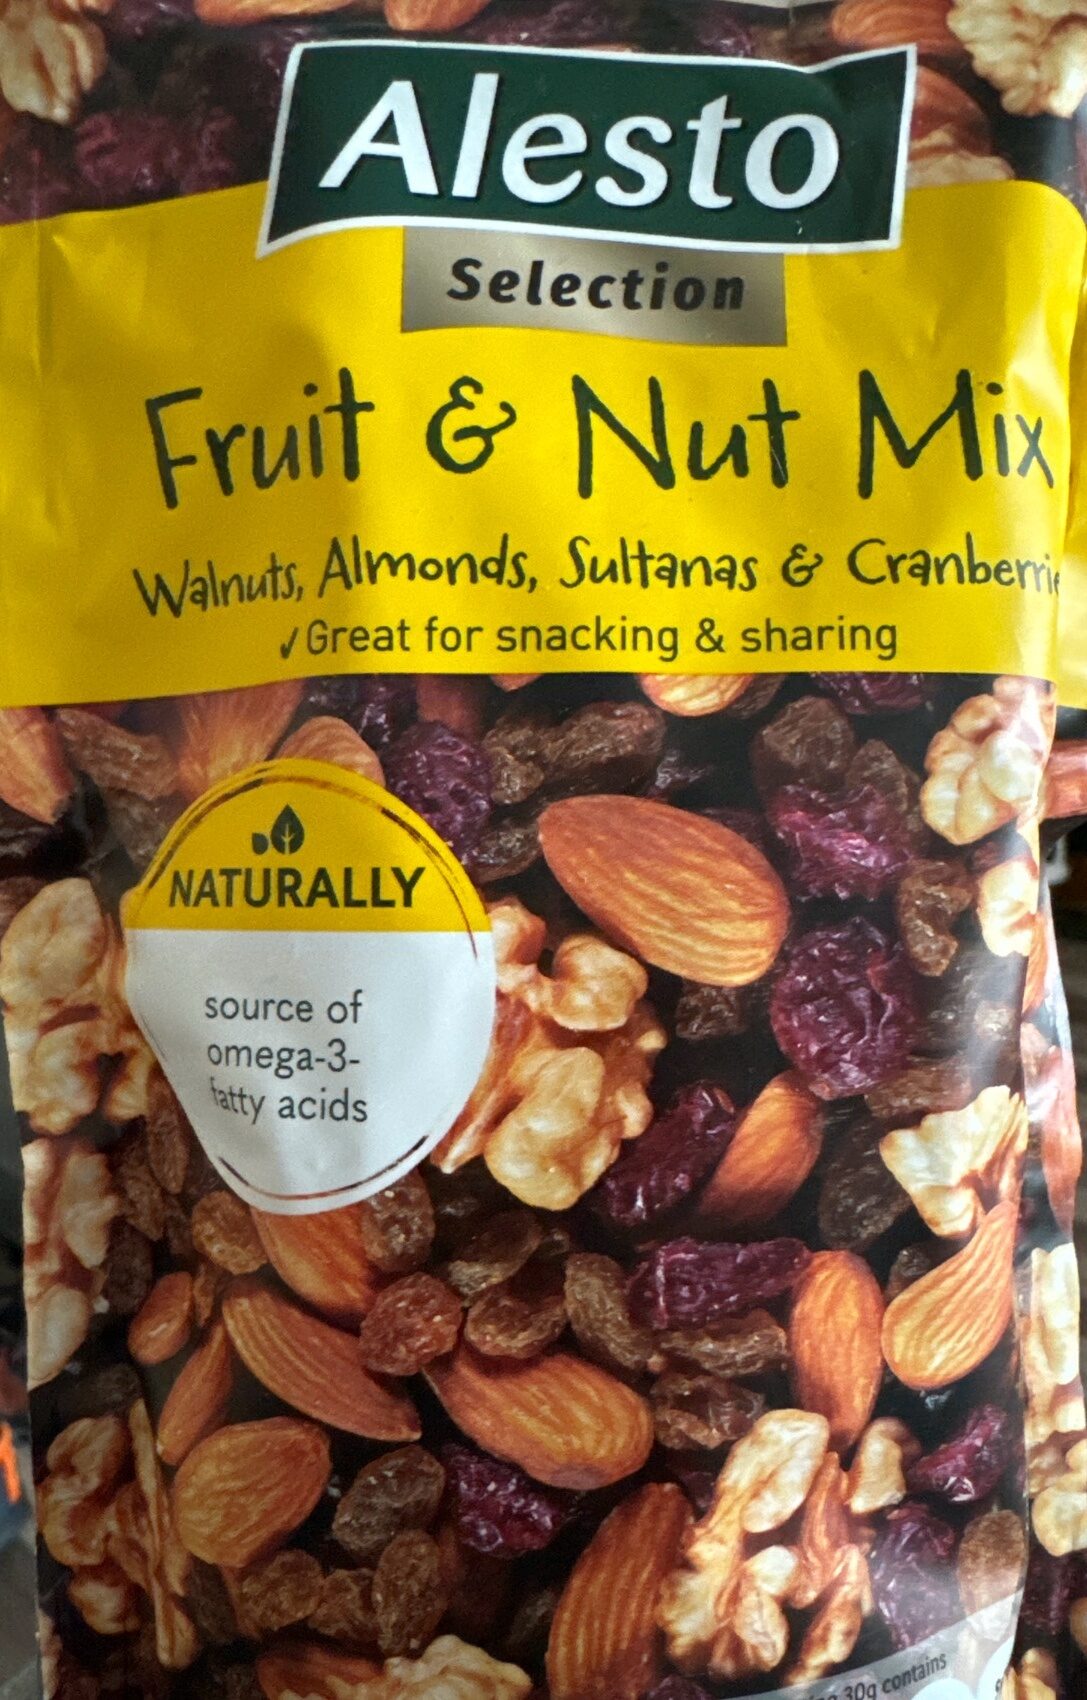 Alesto
Selection
Fruit & Nut Mix
Walnuts, Almonds, Sultanas & Cranberrie
✓Great for snacking & sharing
NATURALLY
source of
omega-3-
fatty acids
30g contains